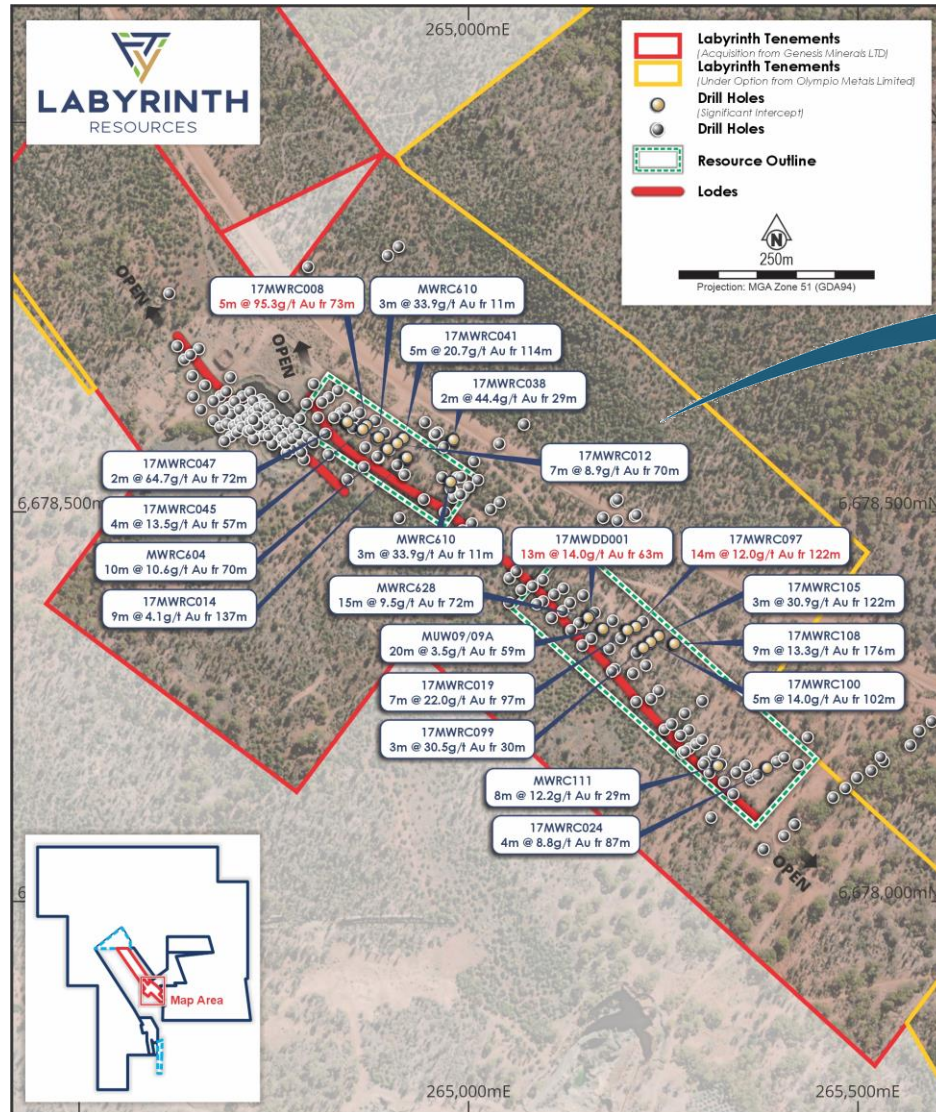 265,000mE
LABYRINTH
RESOURCES
Labyrinth Tenements
(Acquisition from Genesis Minerals LTD)
Labyrinth Tenements
(Under Option from Olympio Metals Limited)
Drill Holes
(Significant Intercept)
Drill Holes
Resource Outline
Lodes
N
250m
Projection: MGA Zone 51 (GDA94)
OPEN
OPEN
17MWRC008
5m @ 95.3g/t Au fr 73m
MWRC610
3m @ 33.9g/t Au fr 11m
17MWRC041
5m @ 20.7g/t Au fr 114m
17MWRC038
2m @ 44.4g/t Au fr 29m
17MWRC012
7m @ 8.9g/t Au fr 70m
17MWRC047
2m @ 64.7g/t Au fr 72m
17MWRC045
4m @ 13.5g/t Au fr 57m
MWRC604
10m @ 10.6g/t Au fr 70m
17MWRC014
9m @ 4.1g/t Au fr 137m
6,678,500mN
6,678,500mN
MWRC610
3m @ 33.9g/t Au fr 11m
17MWDD001
13m @ 14.0g/t Au fr 63m
17MWRC097
14m @ 12.0g/t Au fr 122m
MWRC628
15m @ 9.5g/t Au fr 72m
17MWRC105
3m @ 30.9g/t Au fr 122m
MUW09/09A
20m @ 3.5g/t Au fr 59m
17MWRC108
9m @ 13.3g/t Au fr 176m
17MWRC019
7m @ 22.0g/t Au fr 97m
17MWRC100
5m @ 14.0g/t Au fr 102m
17MWRC099
3m @ 30.5g/t Au fr 30m
MWRC111
8m @ 12.2g/t Au fr 29m
17MWRC024
4m @ 8.8g/t Au fr 87m
OPEN
6,678,000mN
Map Area
265,000mE
265,500mE